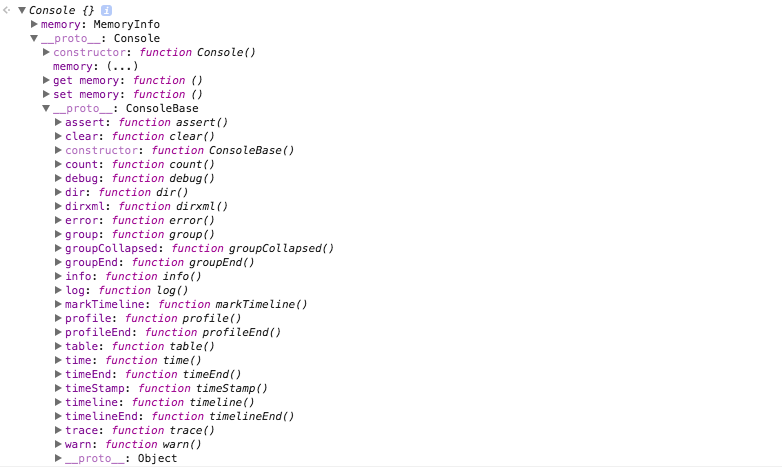 Console {} i
memory: MemoryInfo
__proto__: Console
constructor: function Console()
memory: (...)
get memory: function ()
set memory: function ()
__proto__: ConsoleBase
assert: function assert()
clear: function clear()
constructor: function ConsoleBase()
count: function count()
debug: function debug()
dir: function dir()
dirxml: function dirxml()
error: function error()
group: function group()
groupCollapsed: function groupCollapsed()
groupEnd: function groupEnd()
info: function info()
log: function log()
markTimeline: function markTimeline()
profile: function profile()
profileEnd: function profileEnd()
table: function table()
time: function time()
timeEnd: function timeEnd()
timeStamp: function timeStamp()
timeline: function timeline()
timelineEnd: function timelineEnd()
trace: function trace()
warn: function warn()
__proto__: Object